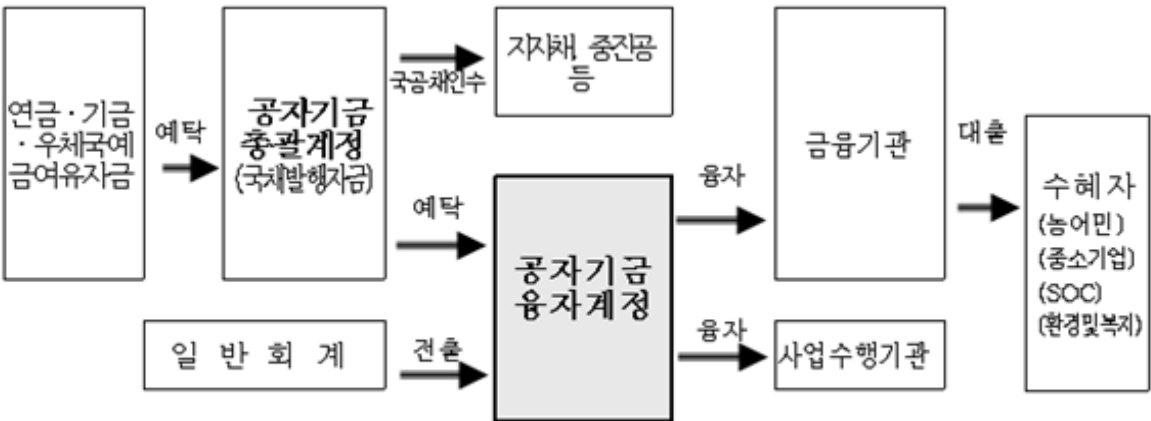 연금·기금
·우체국예
금여유자금
예탁
공자기금
총괄계정
(국채발행자금)
국공채인수
지자채, 중진공
등
예탁
일 반 회 계
전출
공자기금
융자계정
융자
융자
금융기관
사업수행기관
대출
수혜자
(농어민)
(중소기업)
(SOC)
(환경및복지)